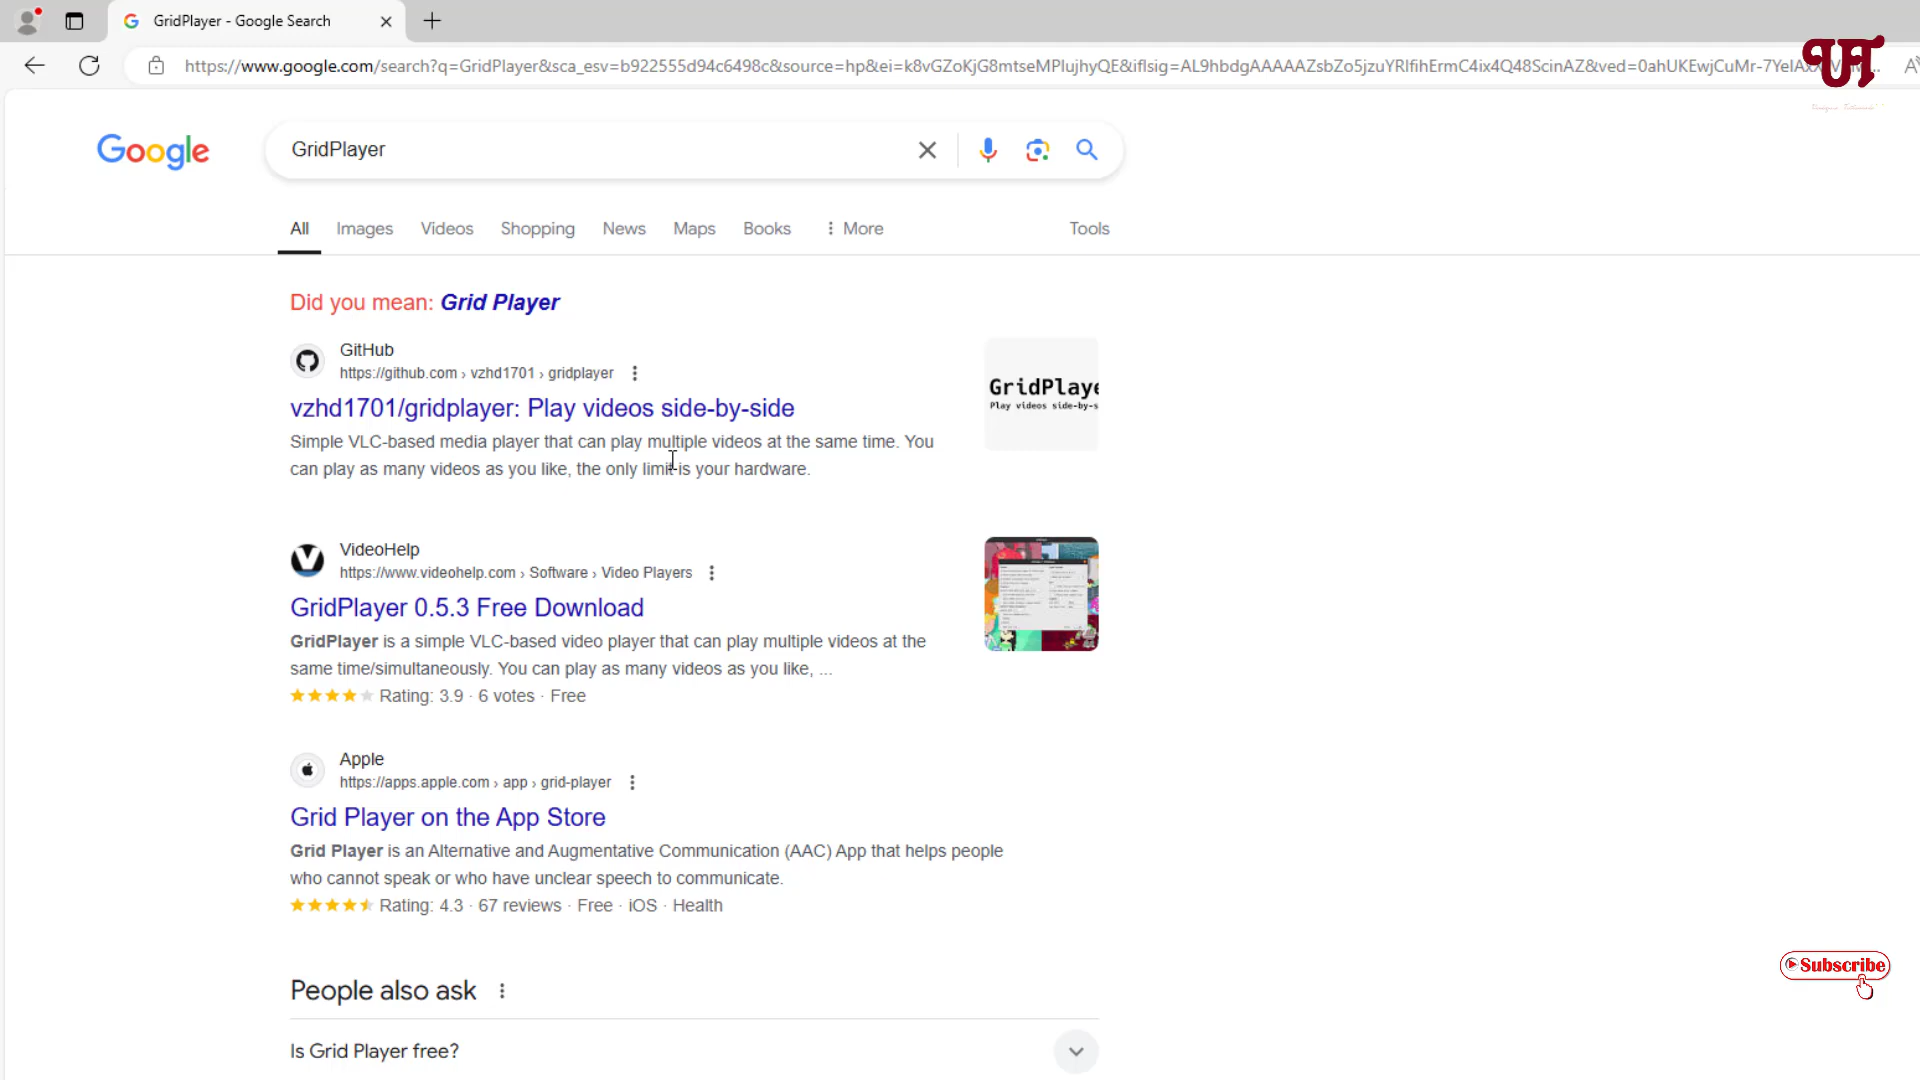 GridPlayer - Google Search
https://www.google.com/search?q=GridPlayer&sca_esv=b922555d94c6498c&source=hp&ei=k8vGZoKjG8mtseMPIujhyQE&iflsig=AL9hbdgAAAAAZsbZo5jzuYRIfihErmC4ix4Q48ScinAZ&ved=0ahUKEwjCuMr-7YeIAx
UT
Google
GridPlayer
All
Images
Videos
Shopping
News
Maps
Books
More
Tools
Did you mean: Grid Player
GitHub
https://github.com › vzhd1701 › gridplayer
vzhd1701/gridplayer: Play videos side-by-side
Simple VLC-based media player that can play multiple videos at the same time. You
can play as many videos as you like, the only limit is your hardware.
GridPlaye
Play videos side-by-s
VideoHelp
https://www.videohelp.com › Software › Video Players
GridPlayer 0.5.3 Free Download
GridPlayer is a simple VLC-based video player that can play multiple videos at the
same time/simultaneously. You can play as many videos as you like, ...
Rating: 3.9 · 6 votes · Free
Apple
https://apps.apple.com › app › grid-player
Grid Player on the App Store
Grid Player is an Alternative and Augmentative Communication (AAC) App that helps people
who cannot speak or who have unclear speech to communicate.
Rating: 4.3 · 67 reviews · Free · iOS · Health
Subscribe
People also ask
Is Grid Player free?